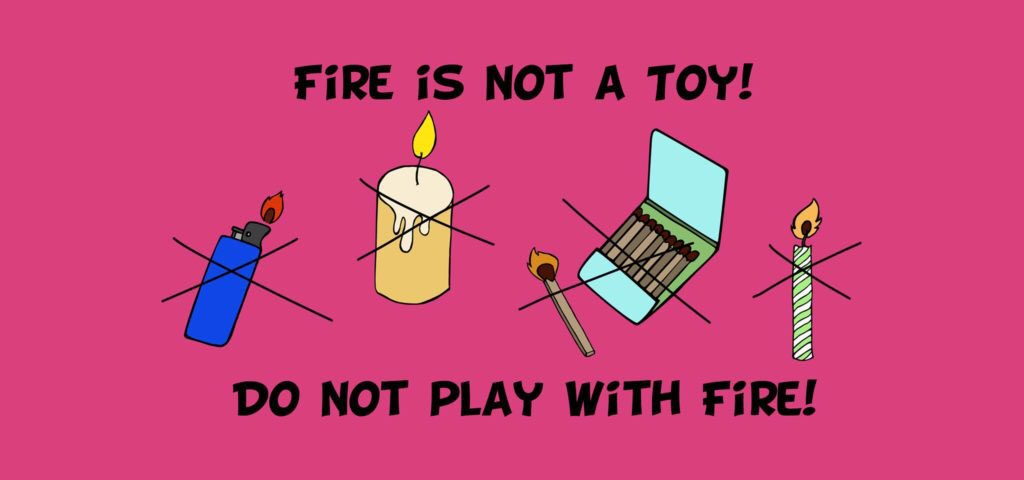 FIRE IS NOT A TOY!
DO NOT PLAY WITH FIRE!